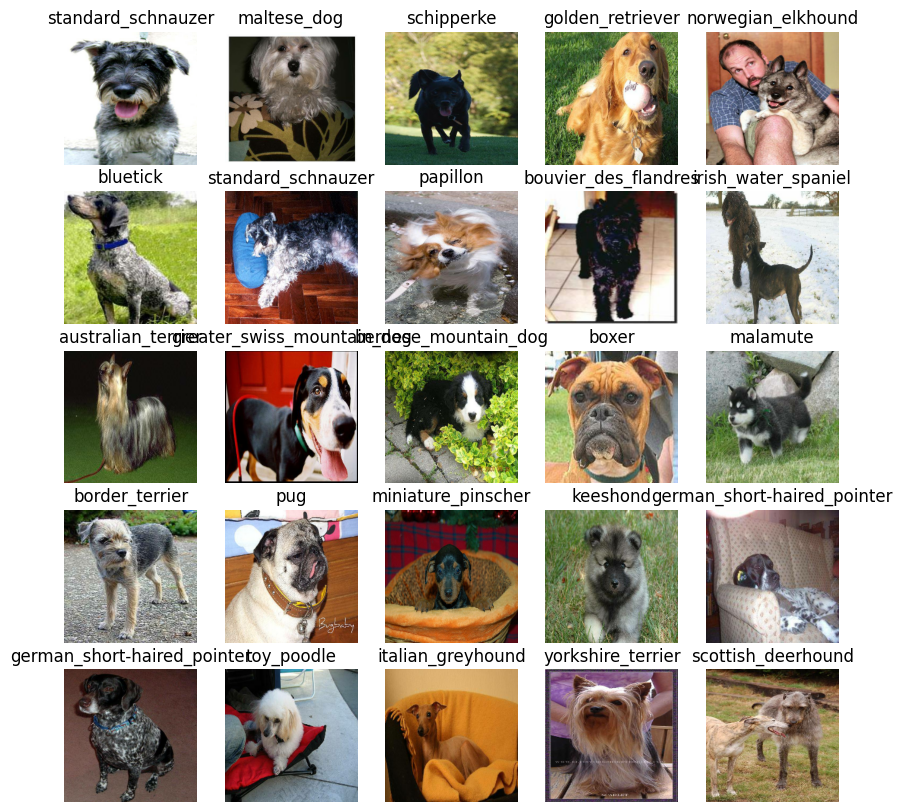 standard_schnauzer maltese_dog schipperke golden_retriever norwegian_elkhound
bluetick standard_schnauzer papillon bouvier_des_flandres irish_water_spaniel
australian_terrier greater_swiss_mountain_dog bernese_mountain_dog boxer malamute
border_terrier pug miniature_pinscher keeshond german_short-haired_pointer
Bugbaby
german_short-haired_pointer toy_poodle italian_greyhound yorkshire_terrier scottish_deerhound